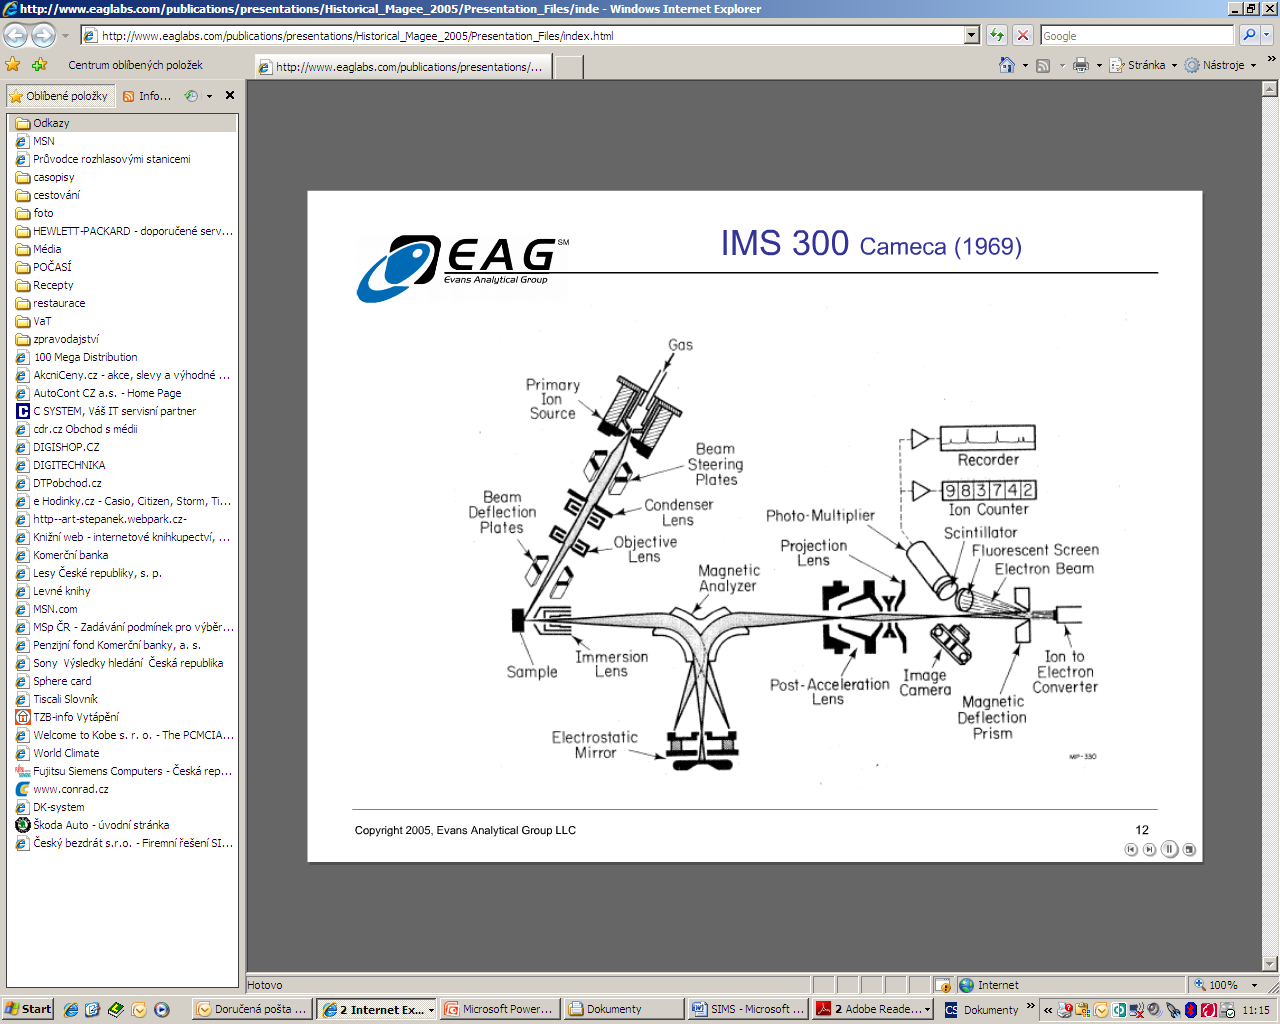 http://www.eaglabs.com/publications/presentations/Historical_Magee_2005/Presentation_Files/inde - Windows Internet Explorer
http://www.eaglabs.com/publications/presentations/Historical_Magee_2005/Presentation_Files/index.html
Google
Centrum oblíbených položek
http://www.eaglabs.com/publications/presentations/...
Stránka
Nástroje
Oblíbené položky
Info...
Odkazy
MSN
Průvodce rozhlasovými stanicemi
casopisy
cestování
foto
HEWLETT-PACKARD - doporučené serv...
Média
POČASÍ
Recepty
restaurace
VaT
zpravodajství
100 Mega Distribution
AkcniCeny.cz - akce, slevy a výhodné ...
AutoCont CZ a.s. - Home Page
C SYSTEM, Váš IT servisní partner
cdr.cz Obchod s médii
DIGISHOP.CZ
DIGITECHNIKA
DTPobchod.cz
e Hodinky.cz - Casio, Citizen, Storm, Ti...
http--art-stepanek.webpark.cz-
Knižní web - internetové knihkupectví, ...
Komerční banka
Lesy České republiky, s. p.
Levné knihy
MSN.com
MSp ČR - Zadávání podmínek pro výběr...
Penzijní fond Komerční banky, a. s.
Sony Výsledky hledání Česká republika
Sphere card
Tiscali Slovník
TZB-info Vytápění
Welcome to Kobe s. r. o. - The PCMCIA...
World Climate
Fujitsu Siemens Computers - Česká rep...
www.conrad.cz
DK-system
Škoda Auto - úvodní stránka
Český bezdrát s.r.o. - Firemní řešení SI...
EAG SM
Evans Analytical Group
IMS 300 Cameca (1969)
Gas
Primary
Ion
Source
Beam
Steering
Plates
Beam
Deflection
Plates
Condenser
Lens
Objective
Lens
Magnetic
Analyzer
Sample
Immersion
Lens
Electrostatic
Mirror
Recorder
983742
Ion Counter
Photo-Multiplier
Scintillator
Projection
Lens
Fluorescent Screen
Electron Beam
Post-Acceleration
Lens
Image
Camera
Magnetic
Deflection
Prism
Ion to
Electron
Converter
MP-330
Copyright 2005, Evans Analytical Group LLC
12
Hotovo
Internet
100%
Start
Doručená pošta ...
2 Internet Ex...
Microsoft Power...
Dokumenty
SIMS - Microsoft ...
2 Adobe Reade...
CS
Dokumenty
11:15